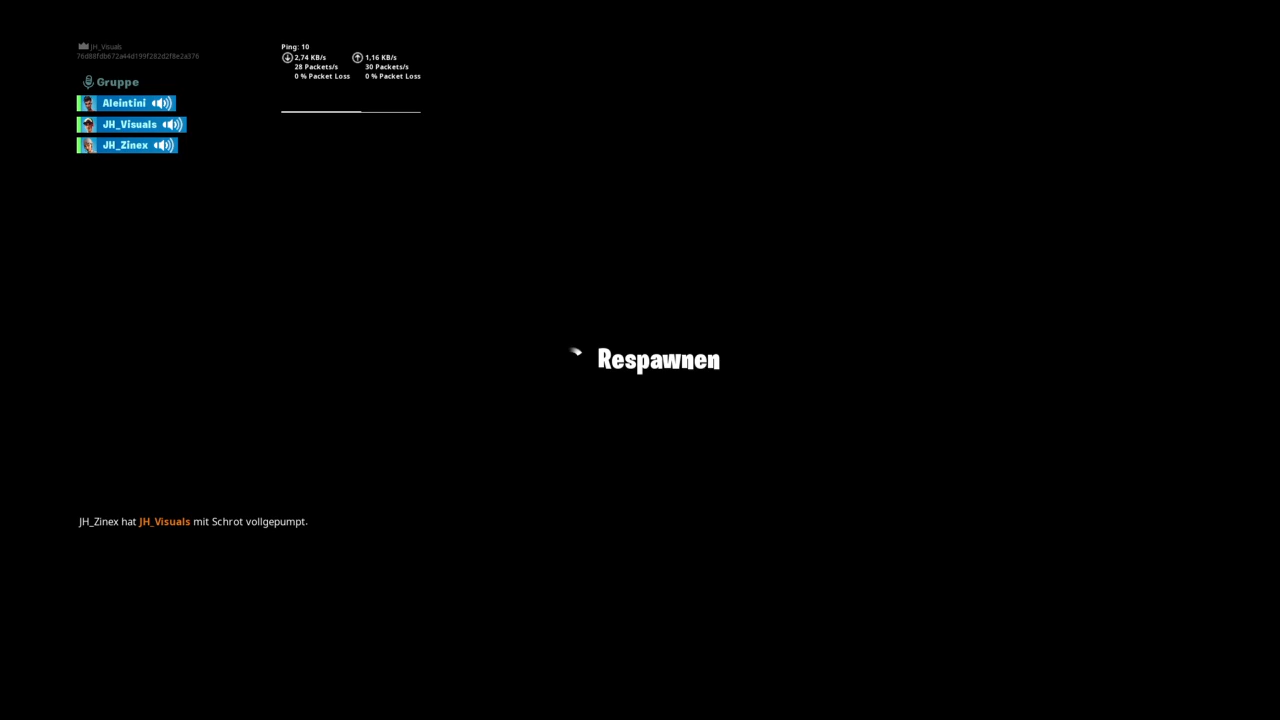 JH_Visuals
76d88fdb672a44d199f282d2f8e2a376
Gruppe
Aleintini
JH_Visuals
JH_Zinex
Ping: 10
2,74 KB/s 1,16 KB/s
28 Packets/s 30 Packets/s
0 % Packet Loss 0 % Packet Loss
Respawnen
JH_Zinex hat JH_Visuals mit Schrot vollgepumpt.